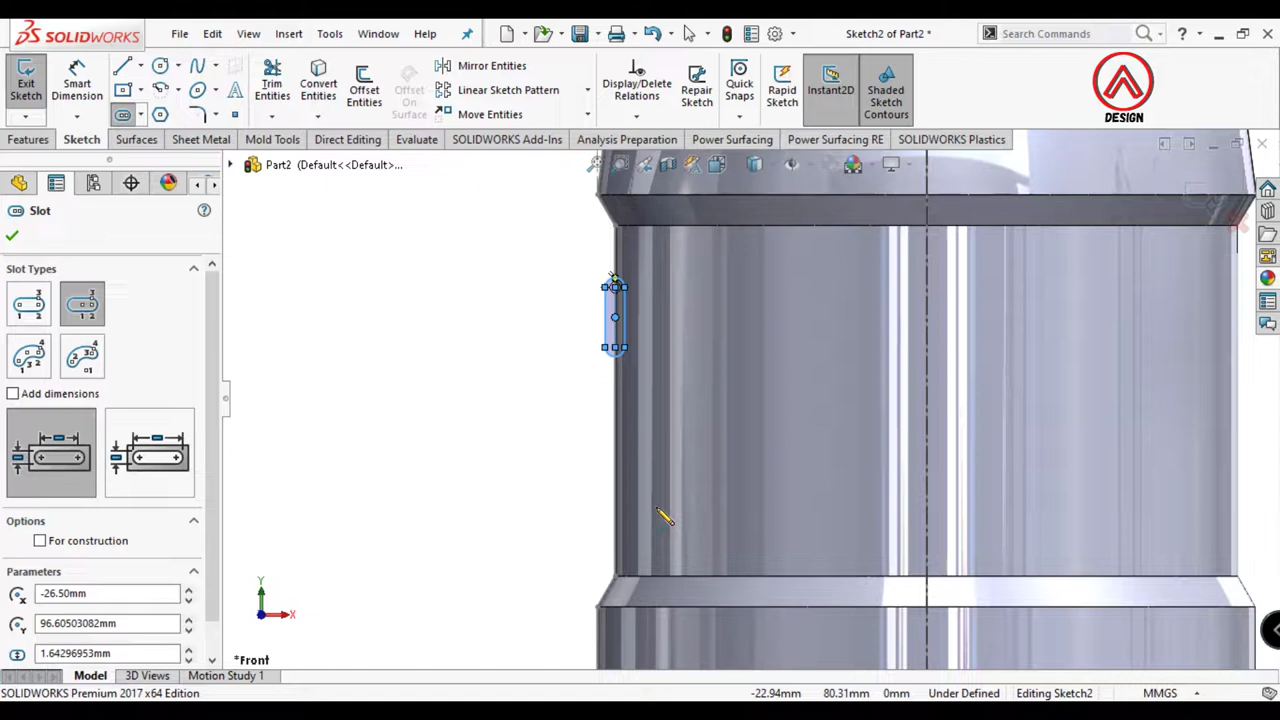 SOLIDWORKS File Edit View Insert Tools Window Help Sketch2 of Part2 * Search Commands ?
Exit Sketch
Smart Dimension
Trim Entities
Convert Entities
Offset Entities
Offset On Surface
Mirror Entities
Linear Sketch Pattern
Move Entities
Display/Delete Relations
Repair Sketch
Quick Snaps
Rapid Sketch
Instant2D
Shaded Sketch Contours
DESIGN
Features Sketch Surfaces Sheet Metal Mold Tools Direct Editing Evaluate SOLIDWORKS Add-Ins Analysis Preparation Power Surfacing Power Surfacing RE SOLIDWORKS Plastics
Part2 (Default<<Default>...
Slot
Slot Types
Add dimensions
Options
For construction
Parameters
-26.50mm
96.60503082mm
1.64296953mm
Y
X
*Front
Model 3D Views Motion Study 1
SOLIDWORKS Premium 2017 x64 Edition -22.94mm 80.31mm 0mm Under Defined Editing Sketch2 MMGS